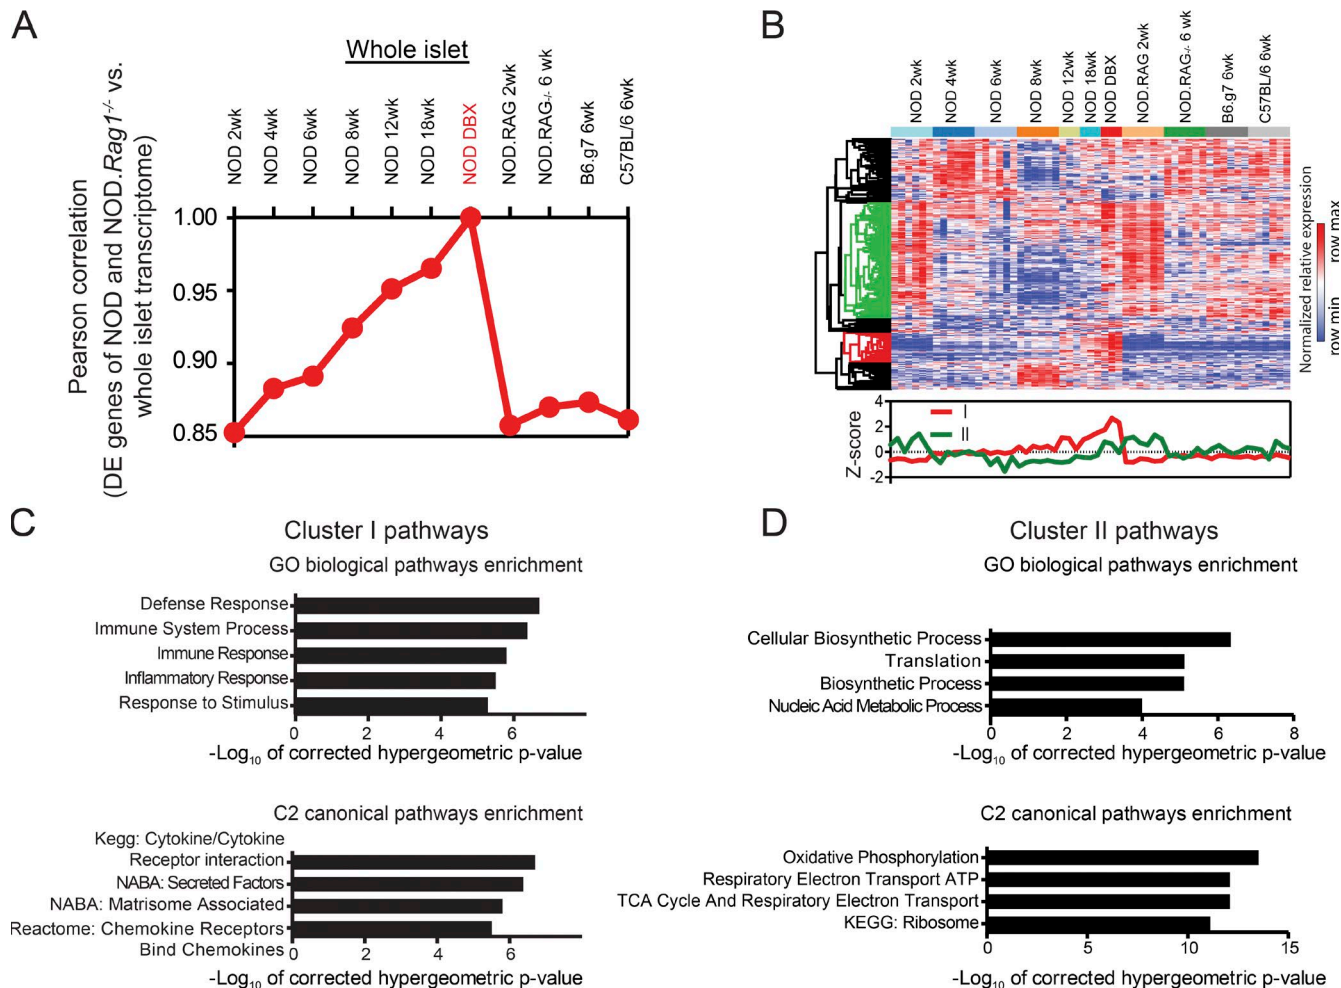 A
Whole islet
NOD 2wk
NOD 4wk
NOD 6wk
NOD 8wk
NOD 12wk
NOD 18wk
NOD DBX
NOD.RAG 2wk
NOD.RAG-/- 6 wk
B6.g7 6wk
C57BL/6 6wk
Pearson correlation
(DE genes of NOD and NOD.Rag1-/- vs.
whole islet transcriptome)
1.00
0.95
0.90
0.85
B
NOD 2wk
NOD 4wk
NOD 6wk
NOD 8wk
NOD 12wk
NOD 18wk
NOD DBX
NOD.RAG 2wk
NOD.RAG-/- 6 wk
B6.g7 6wk
C57BL/6 6wk
Normalized relative expression
row min
row max
Z-score
4
2
0
-2
I
II
C
Cluster I pathways
GO biological pathways enrichment
Defense Response
Immune System Process
Immune Response
Inflammatory Response
Response to Stimulus
0 2 4 6
-Log10 of corrected hypergeometric p-value
C2 canonical pathways enrichment
Kegg: Cytokine/Cytokine
Receptor interaction
NABA: Secreted Factors
NABA: Matrisome Associated
Reactome: Chemokine Receptors
Bind Chemokines
0 2 4 6
-Log10 of corrected hypergeometric p-value
D
Cluster II pathways
GO biological pathways enrichment
Cellular Biosynthetic Process
Translation
Biosynthetic Process
Nucleic Acid Metabolic Process
0 2 4 6 8
-Log10 of corrected hypergeometric p-value
C2 canonical pathways enrichment
Oxidative Phosphorylation
Respiratory Electron Transport ATP
TCA Cycle And Respiratory Electron Transport
KEGG: Ribosome
0 5 10 15
-Log10 of corrected hypergeometric p-value